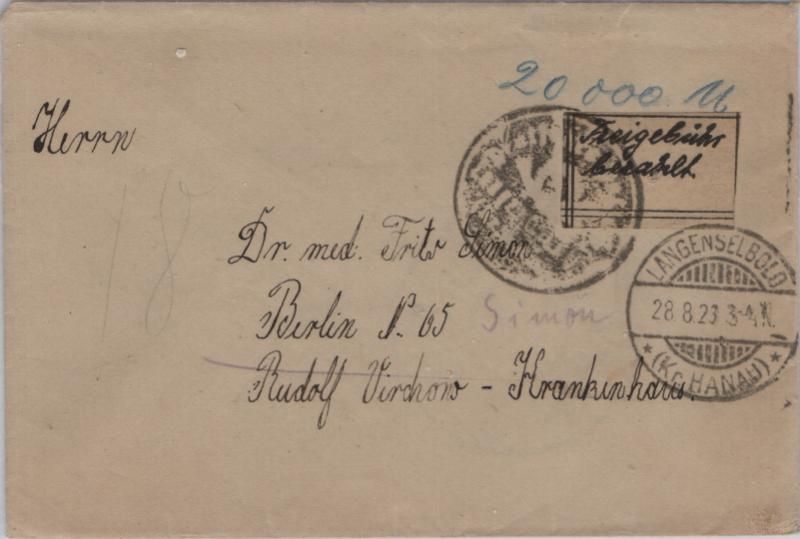 20 000 M
Freigebühr
bezahlt.
Herrn
18
Dr. med. Fritz Simon
Berlin N. 65
Simon
Rudolf Virchow - Krankenhaus.
LANGENSELBOLD
28.8.23 3-4 N.
* (Kr. HANAU) *